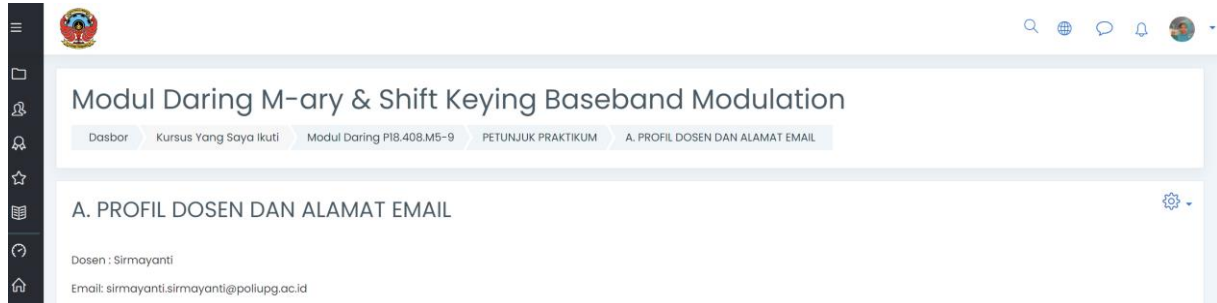 Modul Daring M-ary & Shift Keying Baseband Modulation
Dasbor Kursus Yang Saya Ikuti Modul Daring P18.408.M5-9 PETUNJUK PRAKTIKUM A. PROFIL DOSEN DAN ALAMAT EMAIL
A. PROFIL DOSEN DAN ALAMAT EMAIL
Dosen : Sirmayanti
Email: sirmayanti.sirmayanti@poliupg.ac.id